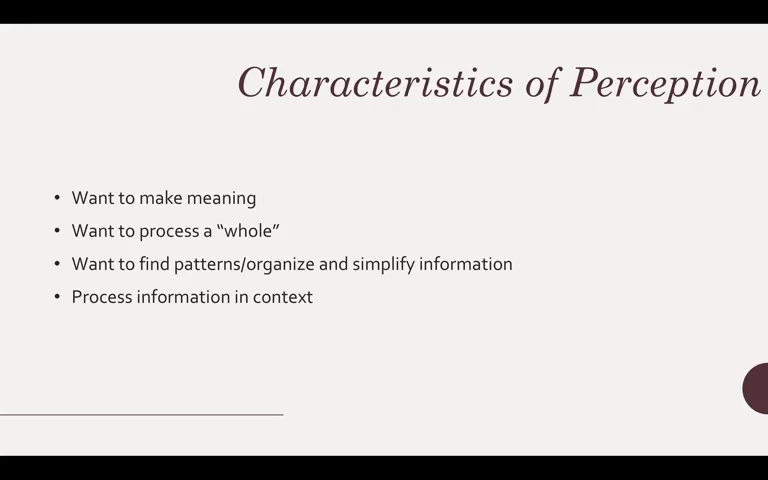 Characteristics of Perception
• Want to make meaning
• Want to process a “whole”
• Want to find patterns/organize and simplify information
• Process information in context